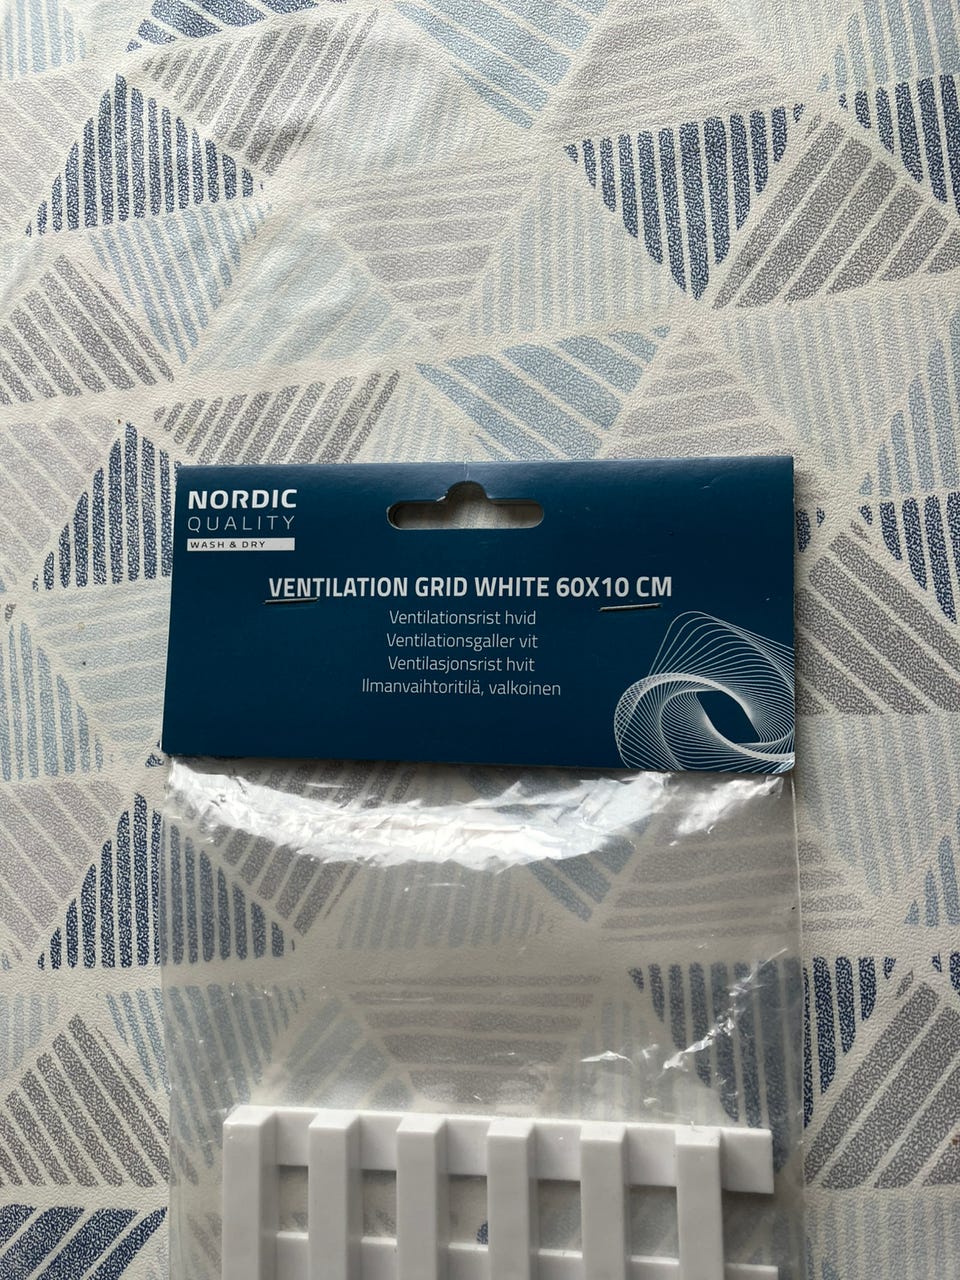 NORDIC
QUALITY
WASH & DRY
VENTILATION GRID WHITE 60X10 CM
Ventilationsrist hvid
Ventilationsgaller vit
Ventilasjonsrist hvit
Ilmanvaihtoritilä, valkoinen